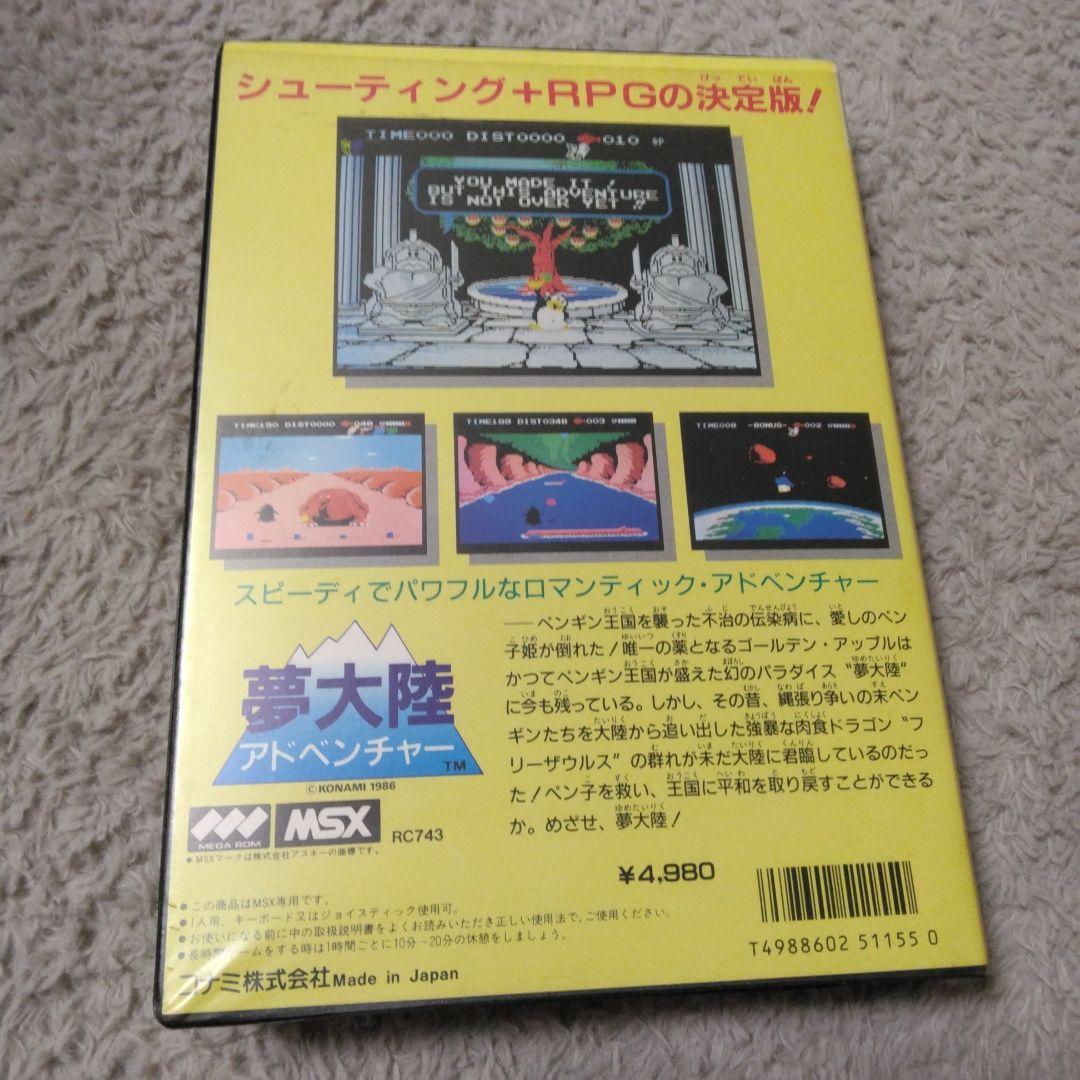 シューティング+RPGの決定版!
けっ てい ばん
TIME000 DIST0000 010
YOU MADE IT!
BUT THIS ADVENTURE
IS NOT OVER YET!!
TIME190 DIST0000 048
TIME199 DIST0348 003
TIME008 -BONUS- 002
スピーディでパワフルなロマンティック・アドベンチャー
──ペンギン王国を襲った不治の伝染病に、愛しのペン
子姫が倒れた!唯一の薬となるゴールデン・アップルは
かつてペンギン王国が盛えた幻のパラダイス“夢大陸”
に今も残っている。しかし、その昔、縄張り争いの末ペン
ギンたちを大陸から追い出した強暴な肉食ドラゴン“フ
リーザウルス”の群れが未だ大陸に君臨しているのだっ
た!ペン子を救い、王国に平和を取り戻すことができる
か。めざせ、夢大陸!
夢大陸
アドベンチャー
TM
©KONAMI 1986
MEGA ROM
MSX
RC743
●MSXマークは株式会社アスキーの商標です。
¥4,980
●この商品はMSX専用です。
●1人用、キーボード又はジョイスティック使用可。
●お使いになる前に中の取扱説明書をよくお読みいただき正しい使用法で、ご使用ください。
●長時間ゲームをする時は1時間ごとに10分~20分の休憩をしましょう。
コナミ株式会社 Made in Japan
T4988602 51155 0